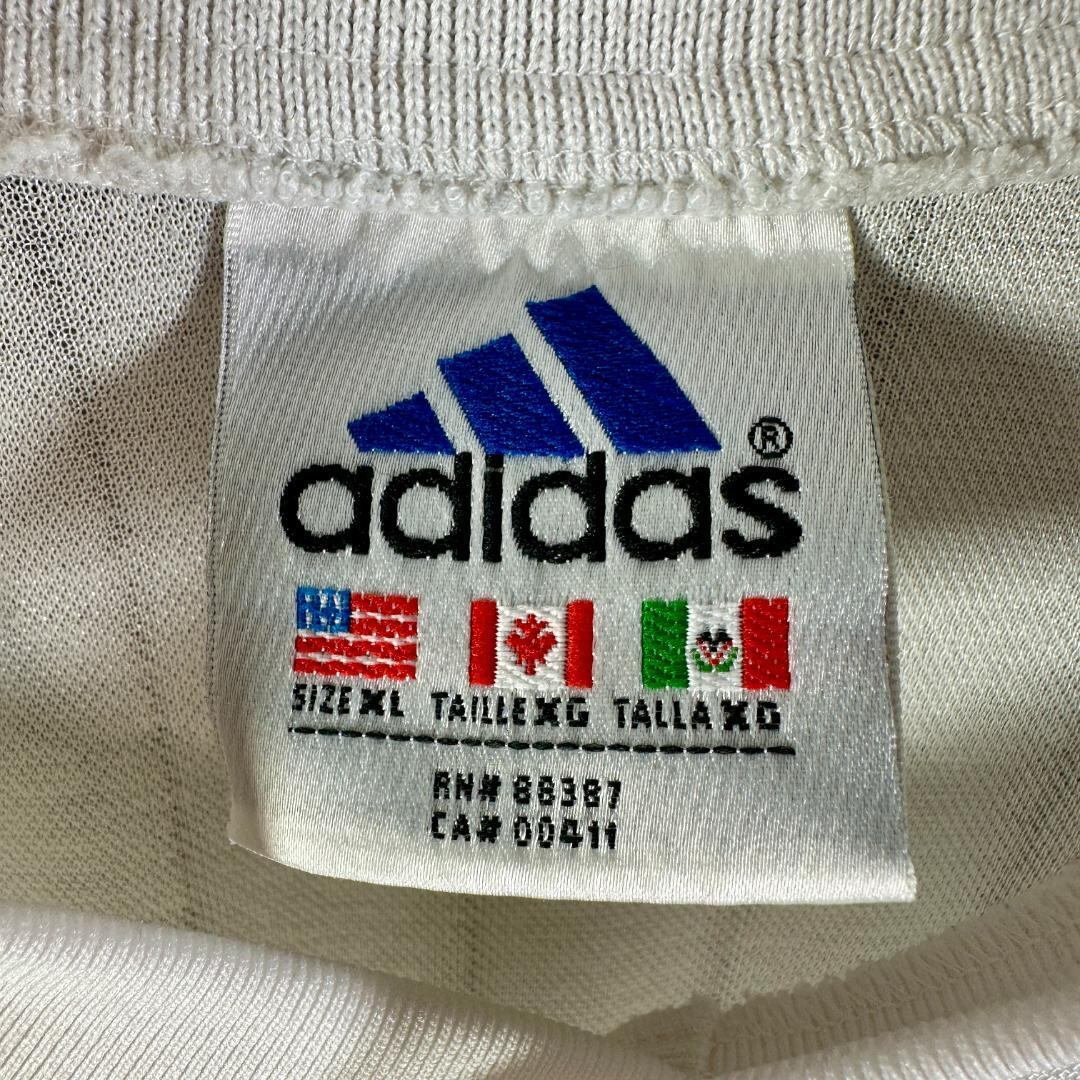 adidas®
SIZE XL TAILLE XG TALLA XG
RN# 88387
CA# 00411